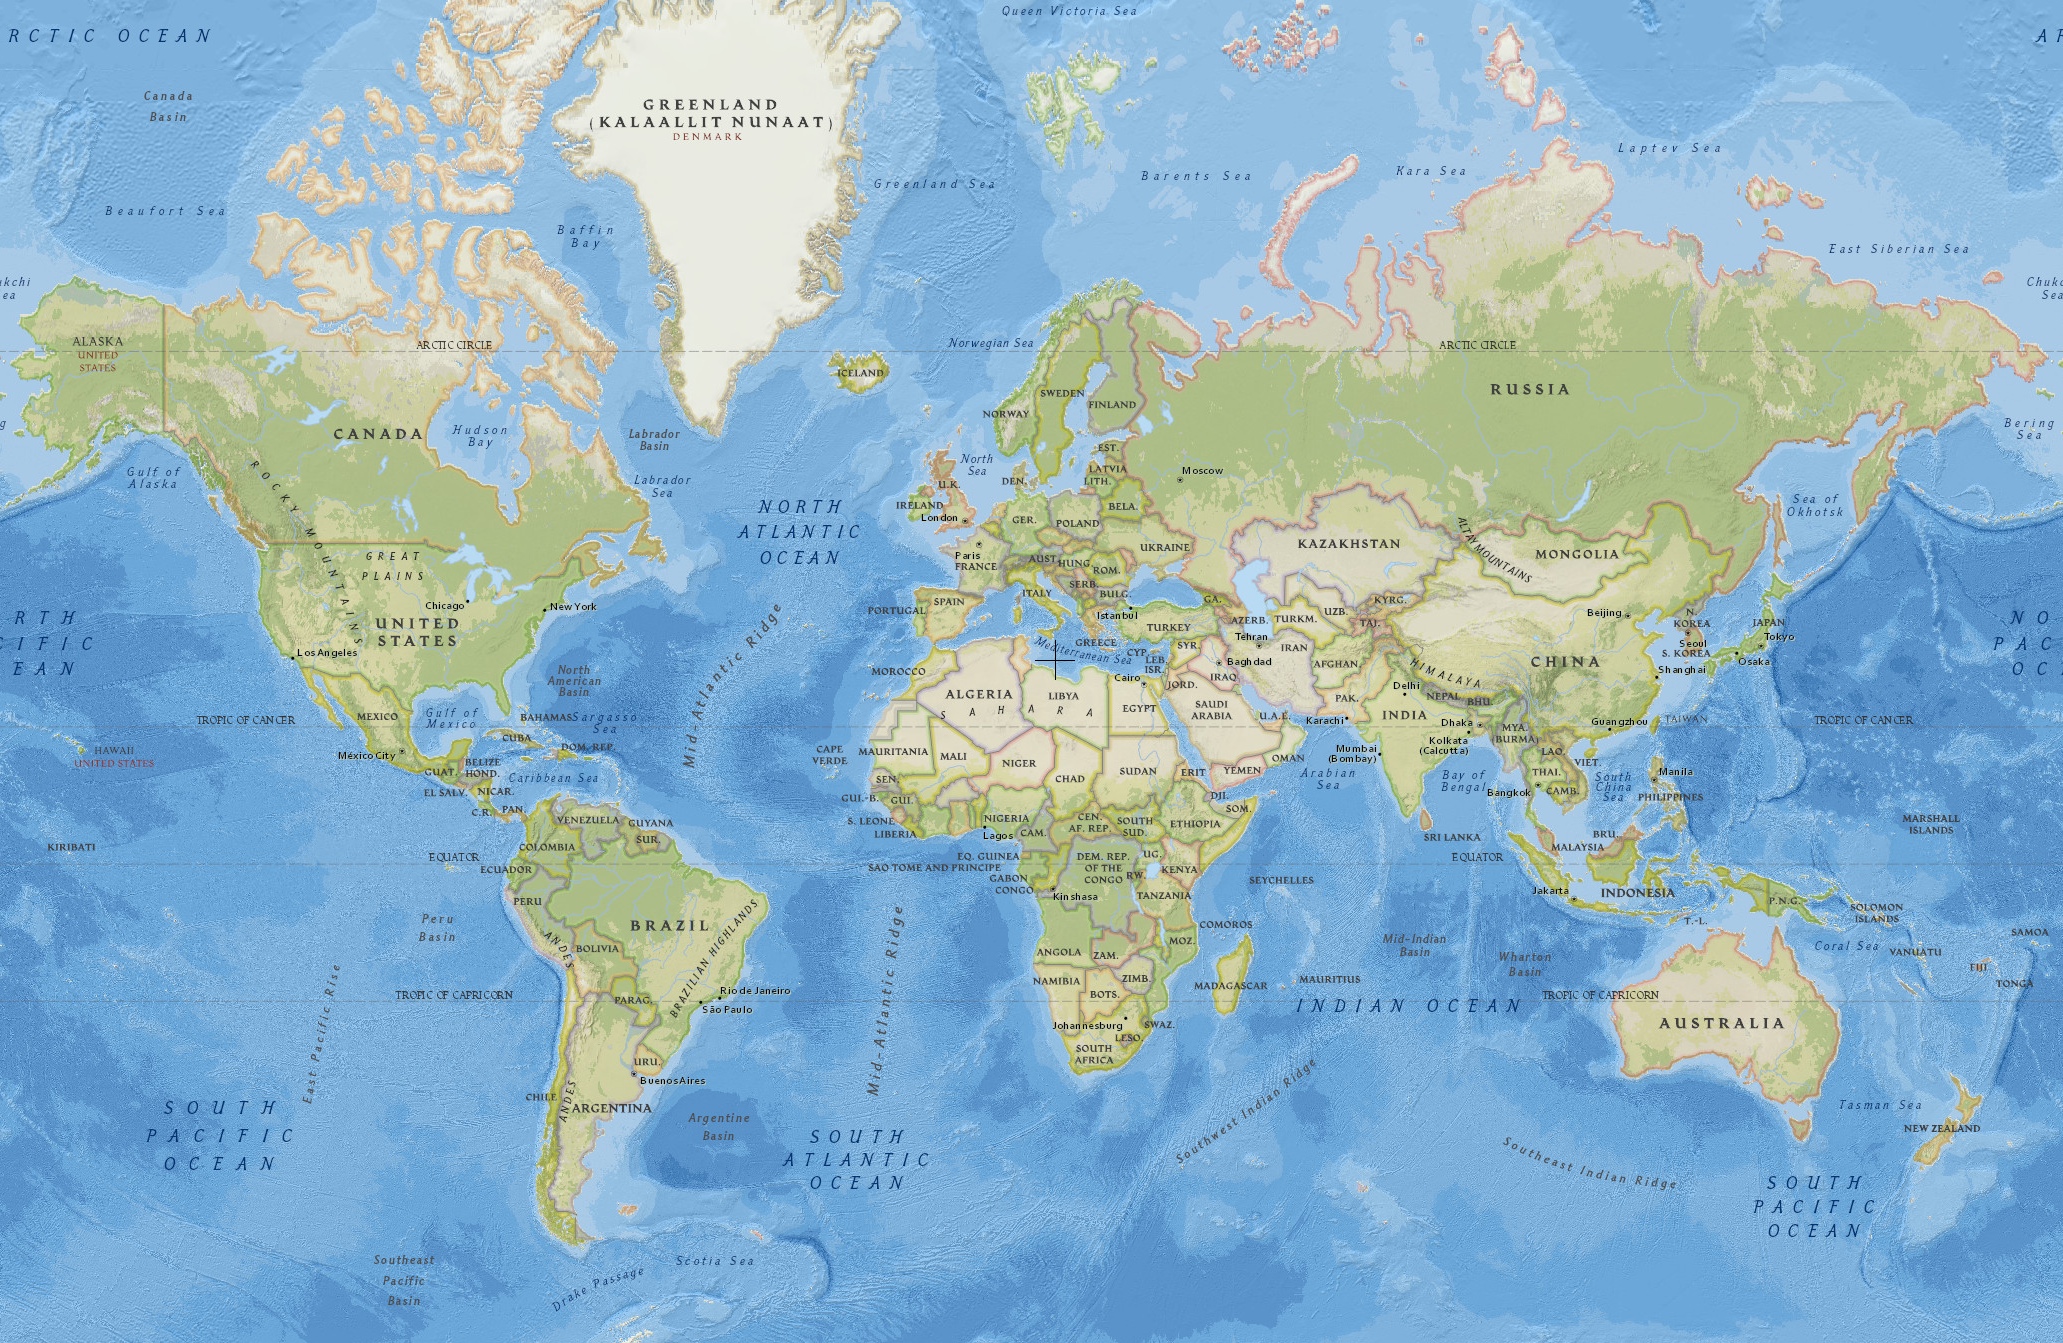 RCTIC OCEAN
Queen Victoria Sea
Canada
Basin
GREENLAND
(KALAALLIT NUNAAT)
DENMARK
Laptev Sea
Barents Sea
Kara Sea
Greenland Sea
Beaufort Sea
Baffin
Bay
East Siberian Sea
ukchi
ea
Chukc
Sea
ALASKA
UNITED
STATES
ARCTIC CIRCLE
Norwegian Sea
ARCTIC CIRCLE
ICELAND
SWEDEN
FINLAND
NORWAY
RUSSIA
CANADA
Hudson
Bay
Labrador
Basin
Bering
Sea
Gulf of
Alaska
Labrador
Sea
North
Sea
EST.
LATVIA
LITH.
DEN.
Moscow
U.K.
IRELAND
London
BELA.
Sea of
Okhotsk
ROCKY MOUNTAINS
NORTH
ATLANTIC
OCEAN
GER.
POLAND
UKRAINE
KAZAKHSTAN
ALTAY MOUNTAINS
MONGOLIA
GREAT
PLAINS
Paris
FRANCE
AUST.
HUNG.
ROM.
SERB.
BULG.
ITALY
Chicago
New York
PORTUGAL
SPAIN
Istanbul
GA.
AZERB.
TURKM.
UZB.
KYRG.
TAJ.
Beijing
N.
KOREA
Seoul
S. KOREA
JAPAN
Tokyo
Osaka
RTH
CIFIC
EAN
NO
PAC
OC
UNITED
STATES
Los Angeles
Mid Atlantic Ridge
GREECE
TURKEY
Mediterranean Sea
CYP.
LEB.
ISR.
SYR.
Tehran
IRAN
Baghdad
IRAQ
JORD.
AFGHAN.
HIMALAYA
CHINA
Shanghai
MOROCCO
ALGERIA
LIBYA
SAHARA
Cairo
EGYPT
SAUDI
ARABIA
U.A.E.
PAK.
Karachi
Delhi
NEPAL
BHU.
INDIA
Dhaka
Kolkata
(Calcutta)
MYA.
BURMA)
Guangzhou
TAIWAN
North
American
Basin
TROPIC OF CANCER
MEXICO
Gulf of
Mexico
BAHAMAS
Sargasso
Sea
TROPIC OF CANCER
HAWAII
UNITED STATES
México City
CUBA
DOM. REP.
CAPE
VERDE
MAURITANIA
MALI
NIGER
CHAD
SUDAN
ERIT
YEMEN
OMAN
Mumbai
(Bombay)
LAO.
VIET.
BELIZE
HOND.
GUAT.
EL SALV.
NICAR.
Caribbean Sea
SEN.
Arabian
Sea
Bay of
Bengal
THAI.
Bangkok
CAMB.
South
China
Sea
Manila
PHILIPPINES
C.R.
PAN.
GUI.-B.
GUI.
S. LEONE
LIBERIA
NIGERIA
Lagos
CAM.
CEN.
AF. REP.
SOUTH
SUD.
DJI.
SOM.
ETHIOPIA
SRI LANKA
BRU.
MALAYSIA
MARSHALL
ISLANDS
VENEZUELA
GUYANA
SUR.
COLOMBIA
KIRIBATI
EQUATOR
ECUADOR
EQ. GUINEA
SAO TOME AND PRINCIPE
GABON
CONGO
DEM. REP.
OF THE
CONGO
UG.
RW.
KENYA
SEYCHELLES
EQUATOR
Kinshasa
TANZANIA
Jakarta
INDONESIA
P.N.G.
SOLOMON
ISLANDS
T.-L.
PERU
BRAZIL
BRAZILIAN HIGHLANDS
Peru
Basin
ANDES
BOLIVIA
Mid-Atlantic Ridge
ANGOLA
ZAM.
MOZ.
COMOROS
Mid-Indian
Basin
Wharton
Basin
Coral Sea
VANUATU
SAMOA
FIJI
TONGA
East Pacific Rise
NAMIBIA
ZIMB.
BOTS.
MADAGASCAR
MAURITIUS
TROPIC OF CAPRICORN
PARAG.
Rio de Janeiro
São Paulo
INDIAN OCEAN
TROPIC OF CAPRICORN
Johannesburg
SWAZ.
LESO.
SOUTH
AFRICA
AUSTRALIA
URU.
Buenos Aires
CHILE
ANDES
ARGENTINA
SOUTH
PACIFIC
OCEAN
Argentine
Basin
SOUTH
ATLANTIC
OCEAN
Southwest Indian Ridge
Southeast Indian Ridge
Tasman Sea
NEW ZEALAND
SOUTH
PACIFIC
OCEAN
Southeast
Pacific
Basin
Drake Passage
Scotia Sea